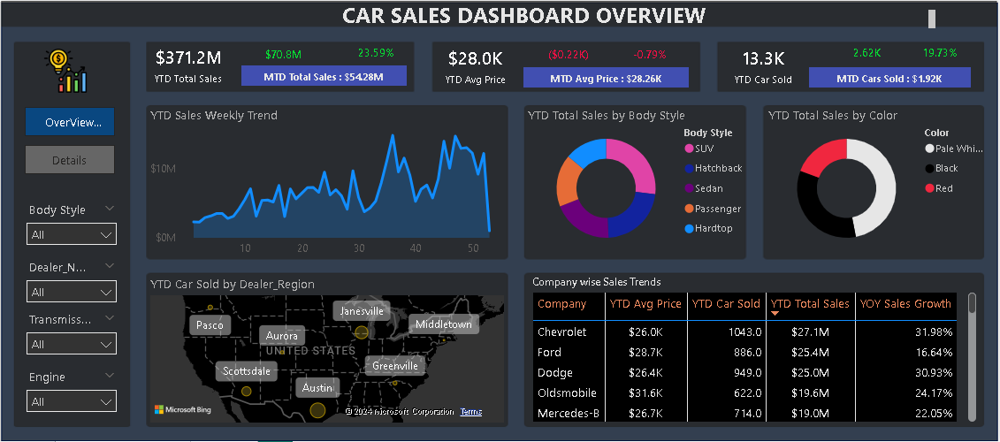 CAR SALES DASHBOARD OVERVIEW
$371.2M
YTD Total Sales
$70.8M 23.59%
MTD Total Sales : $54.28M
$28.0K
YTD Avg Price
($0.22K) -0.79%
MTD Avg Price : $28.26K
13.3K
YTD Car Sold
2.62K 19.73%
MTD Cars Sold : $1.92K
OverView...
Details
Body Style
All
Dealer_N...
All
Transmiss...
All
Engine
All
YTD Sales Weekly Trend
$10M
$0M
10 20 30 40 50
YTD Total Sales by Body Style
Body Style
SUV
Hatchback
Sedan
Passenger
Hardtop
YTD Total Sales by Color
Color
Pale Whi...
Black
Red
YTD Car Sold by Dealer_Region
Janesville
Pasco
Middletown
Aurora
UNITED STATES
Scottsdale
Greenville
Austin
Microsoft Bing
© 2024 Microsoft Corporation Terms
Company wise Sales Trends
Company YTD Avg Price YTD Car Sold YTD Total Sales YOY Sales Growth
Chevrolet $26.0K 1043.0 $27.1M 31.98%
Ford $28.7K 886.0 $25.4M 16.64%
Dodge $26.4K 949.0 $25.0M 30.93%
Oldsmobile $31.6K 622.0 $19.6M 24.17%
Mercedes-B $26.7K 714.0 $19.0M 22.05%